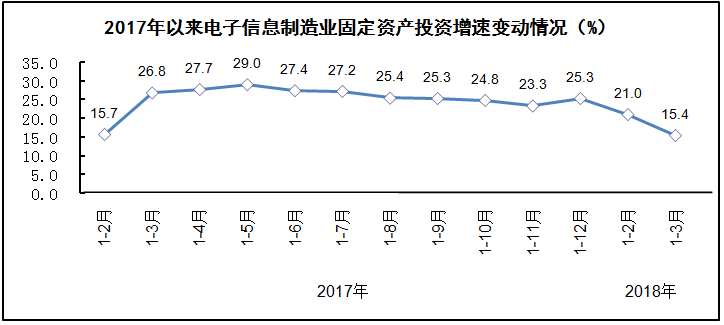 2017年以来电子信息制造业固定资产投资增速变动情况（%）
35.0
30.0
25.0
20.0
15.0
10.0
5.0
0.0
15.7
26.8
27.7
29.0
27.4
27.2
25.4
25.3
24.8
23.3
25.3
21.0
15.4
1-2月
1-3月
1-4月
1-5月
1-6月
1-7月
1-8月
1-9月
1-10月
1-11月
1-12月
1-2月
1-3月
2017年
2018年